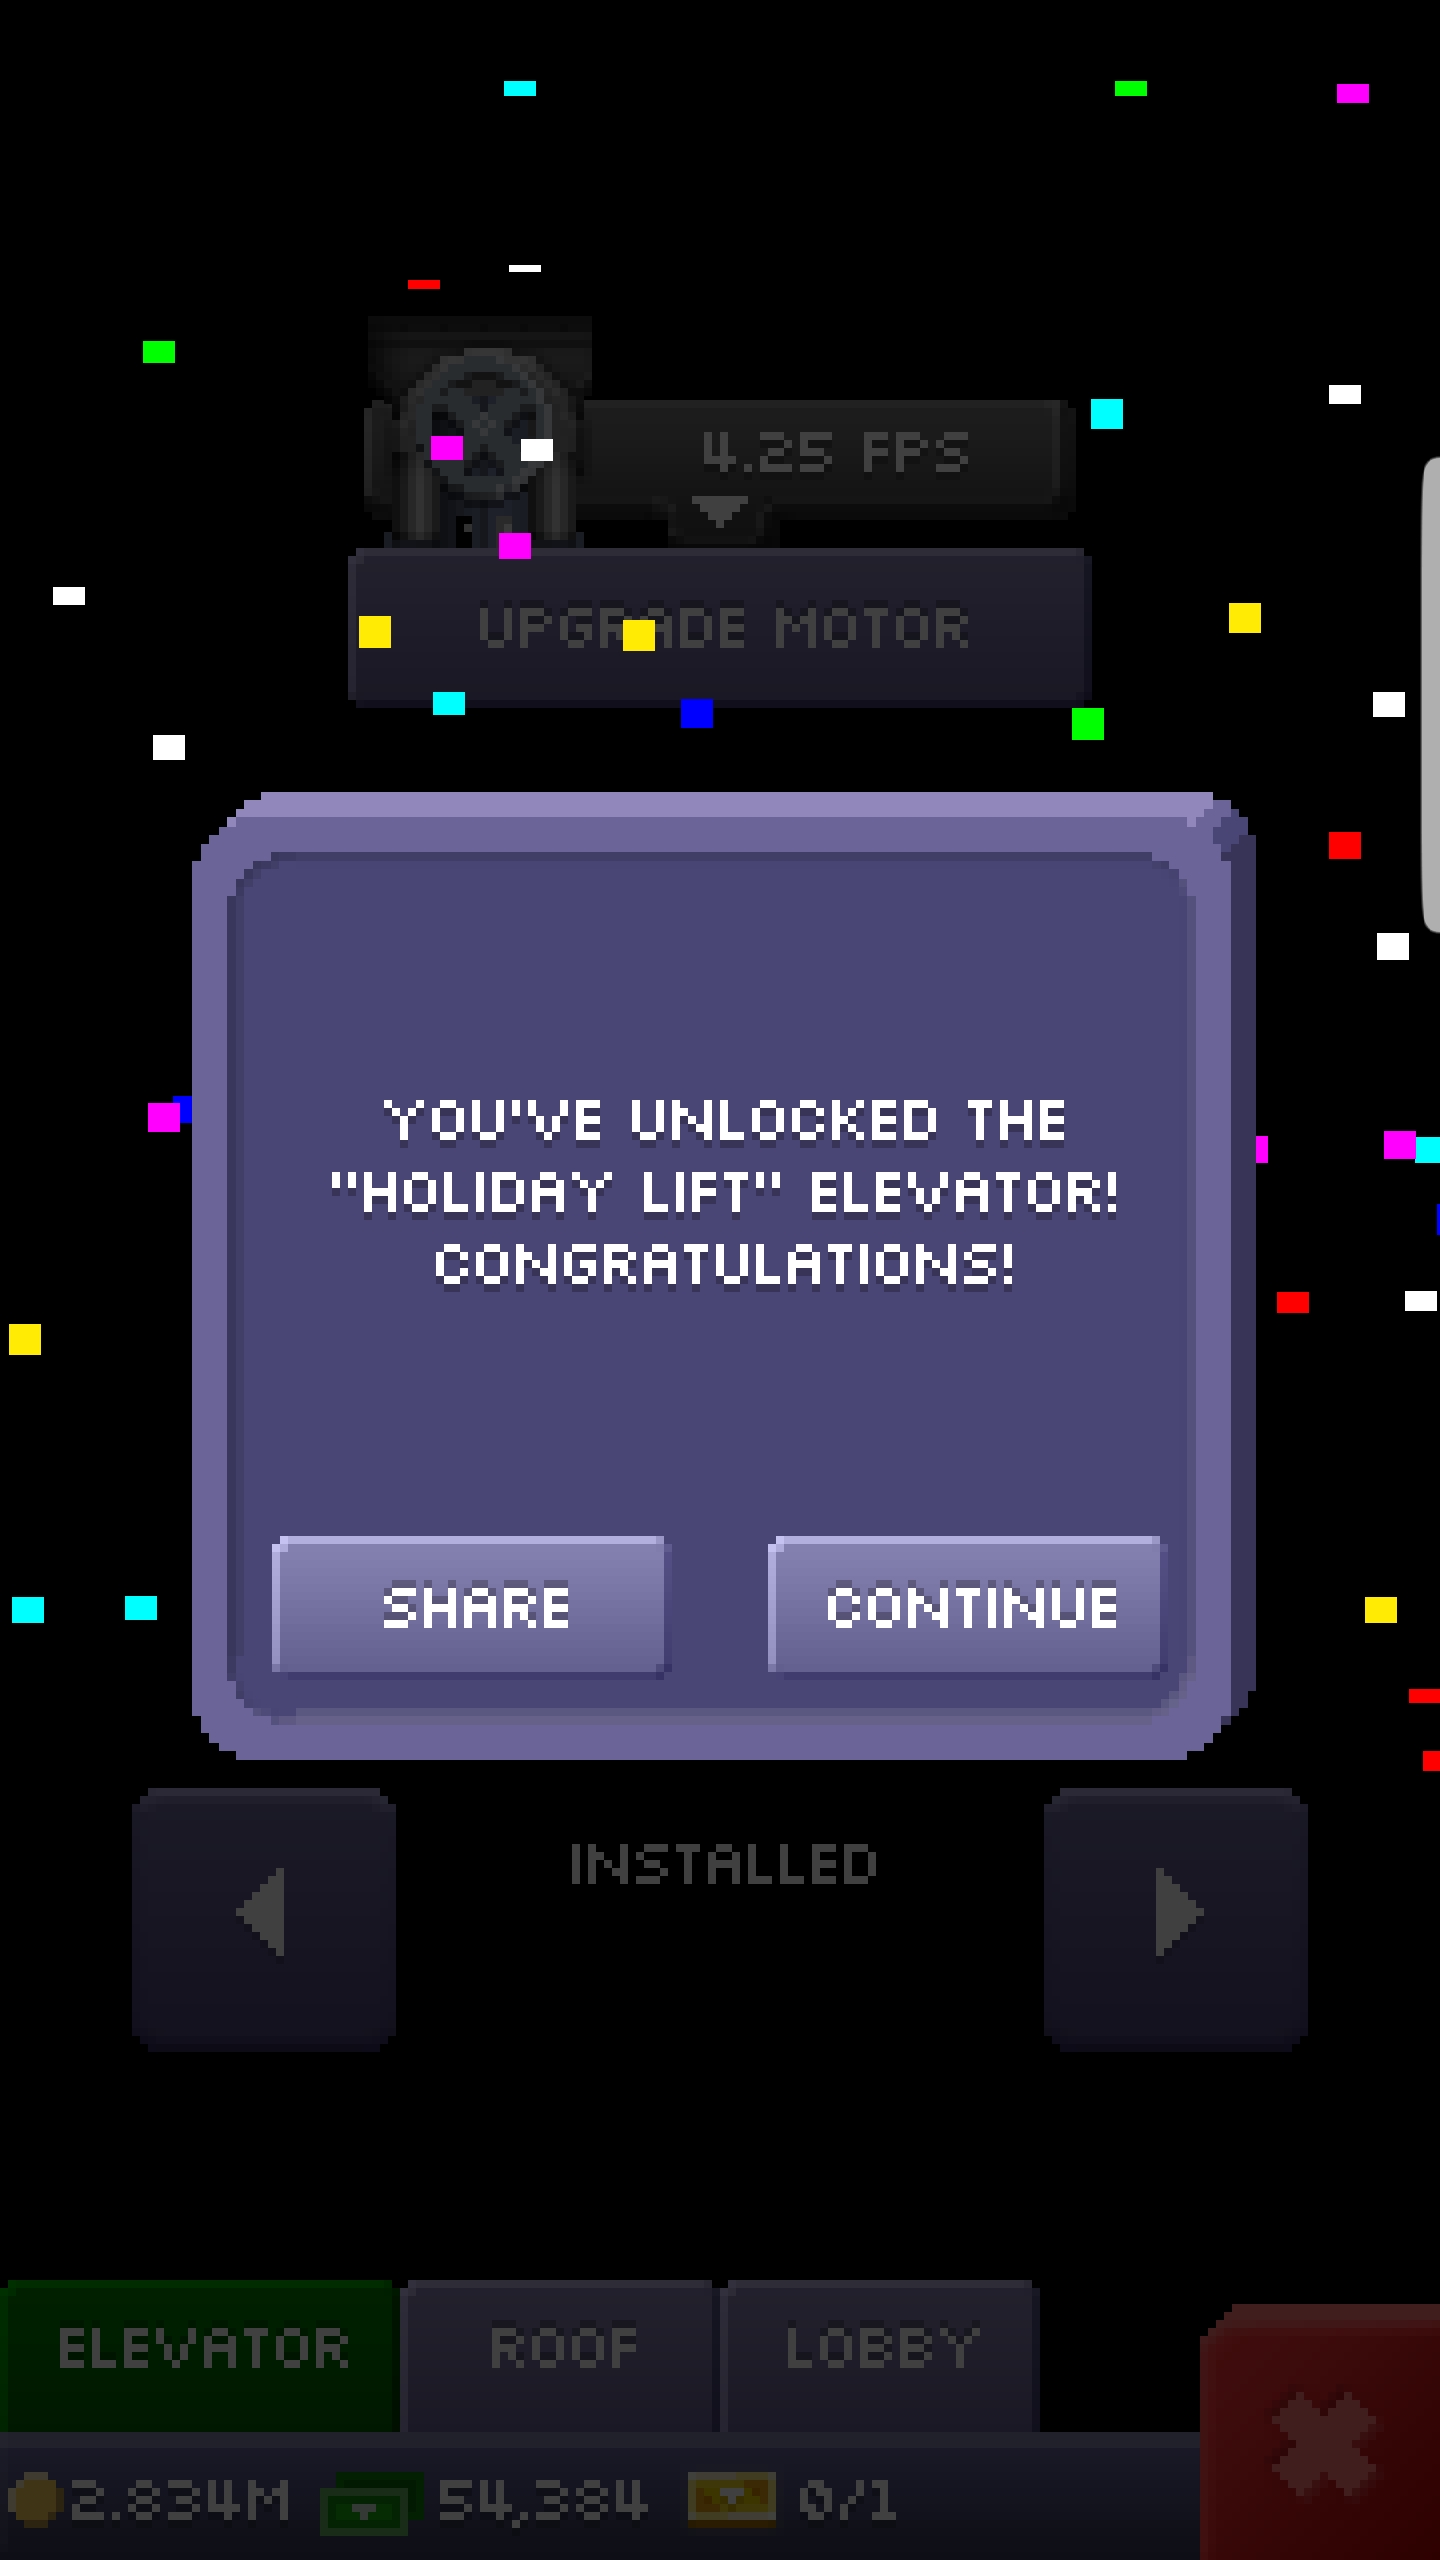 4.25 FPS
UPGRADE MOTOR
YOU'VE UNLOCKED THE
"HOLIDAY LIFT" ELEVATOR!
CONGRATULATIONS!
SHARE
CONTINUE
INSTALLED
ELEVATOR
ROOF
LOBBY
2.834M
54,384
0/1